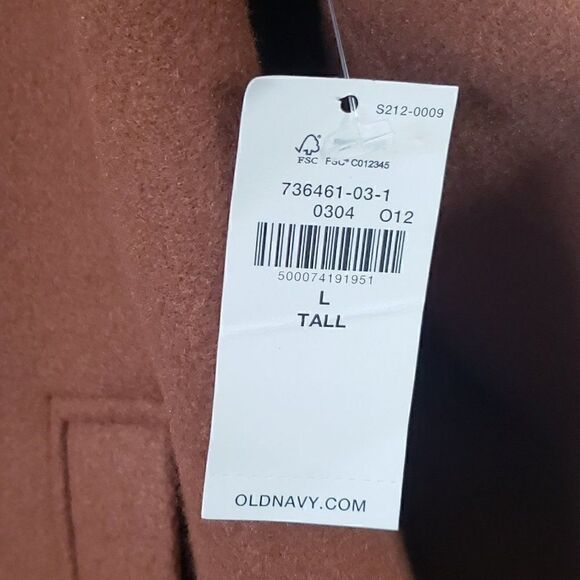 S212-0009
FSC FSC® C012345
736461-03-1
0304 O12
500074191951
L
TALL
OLDNAVY.COM